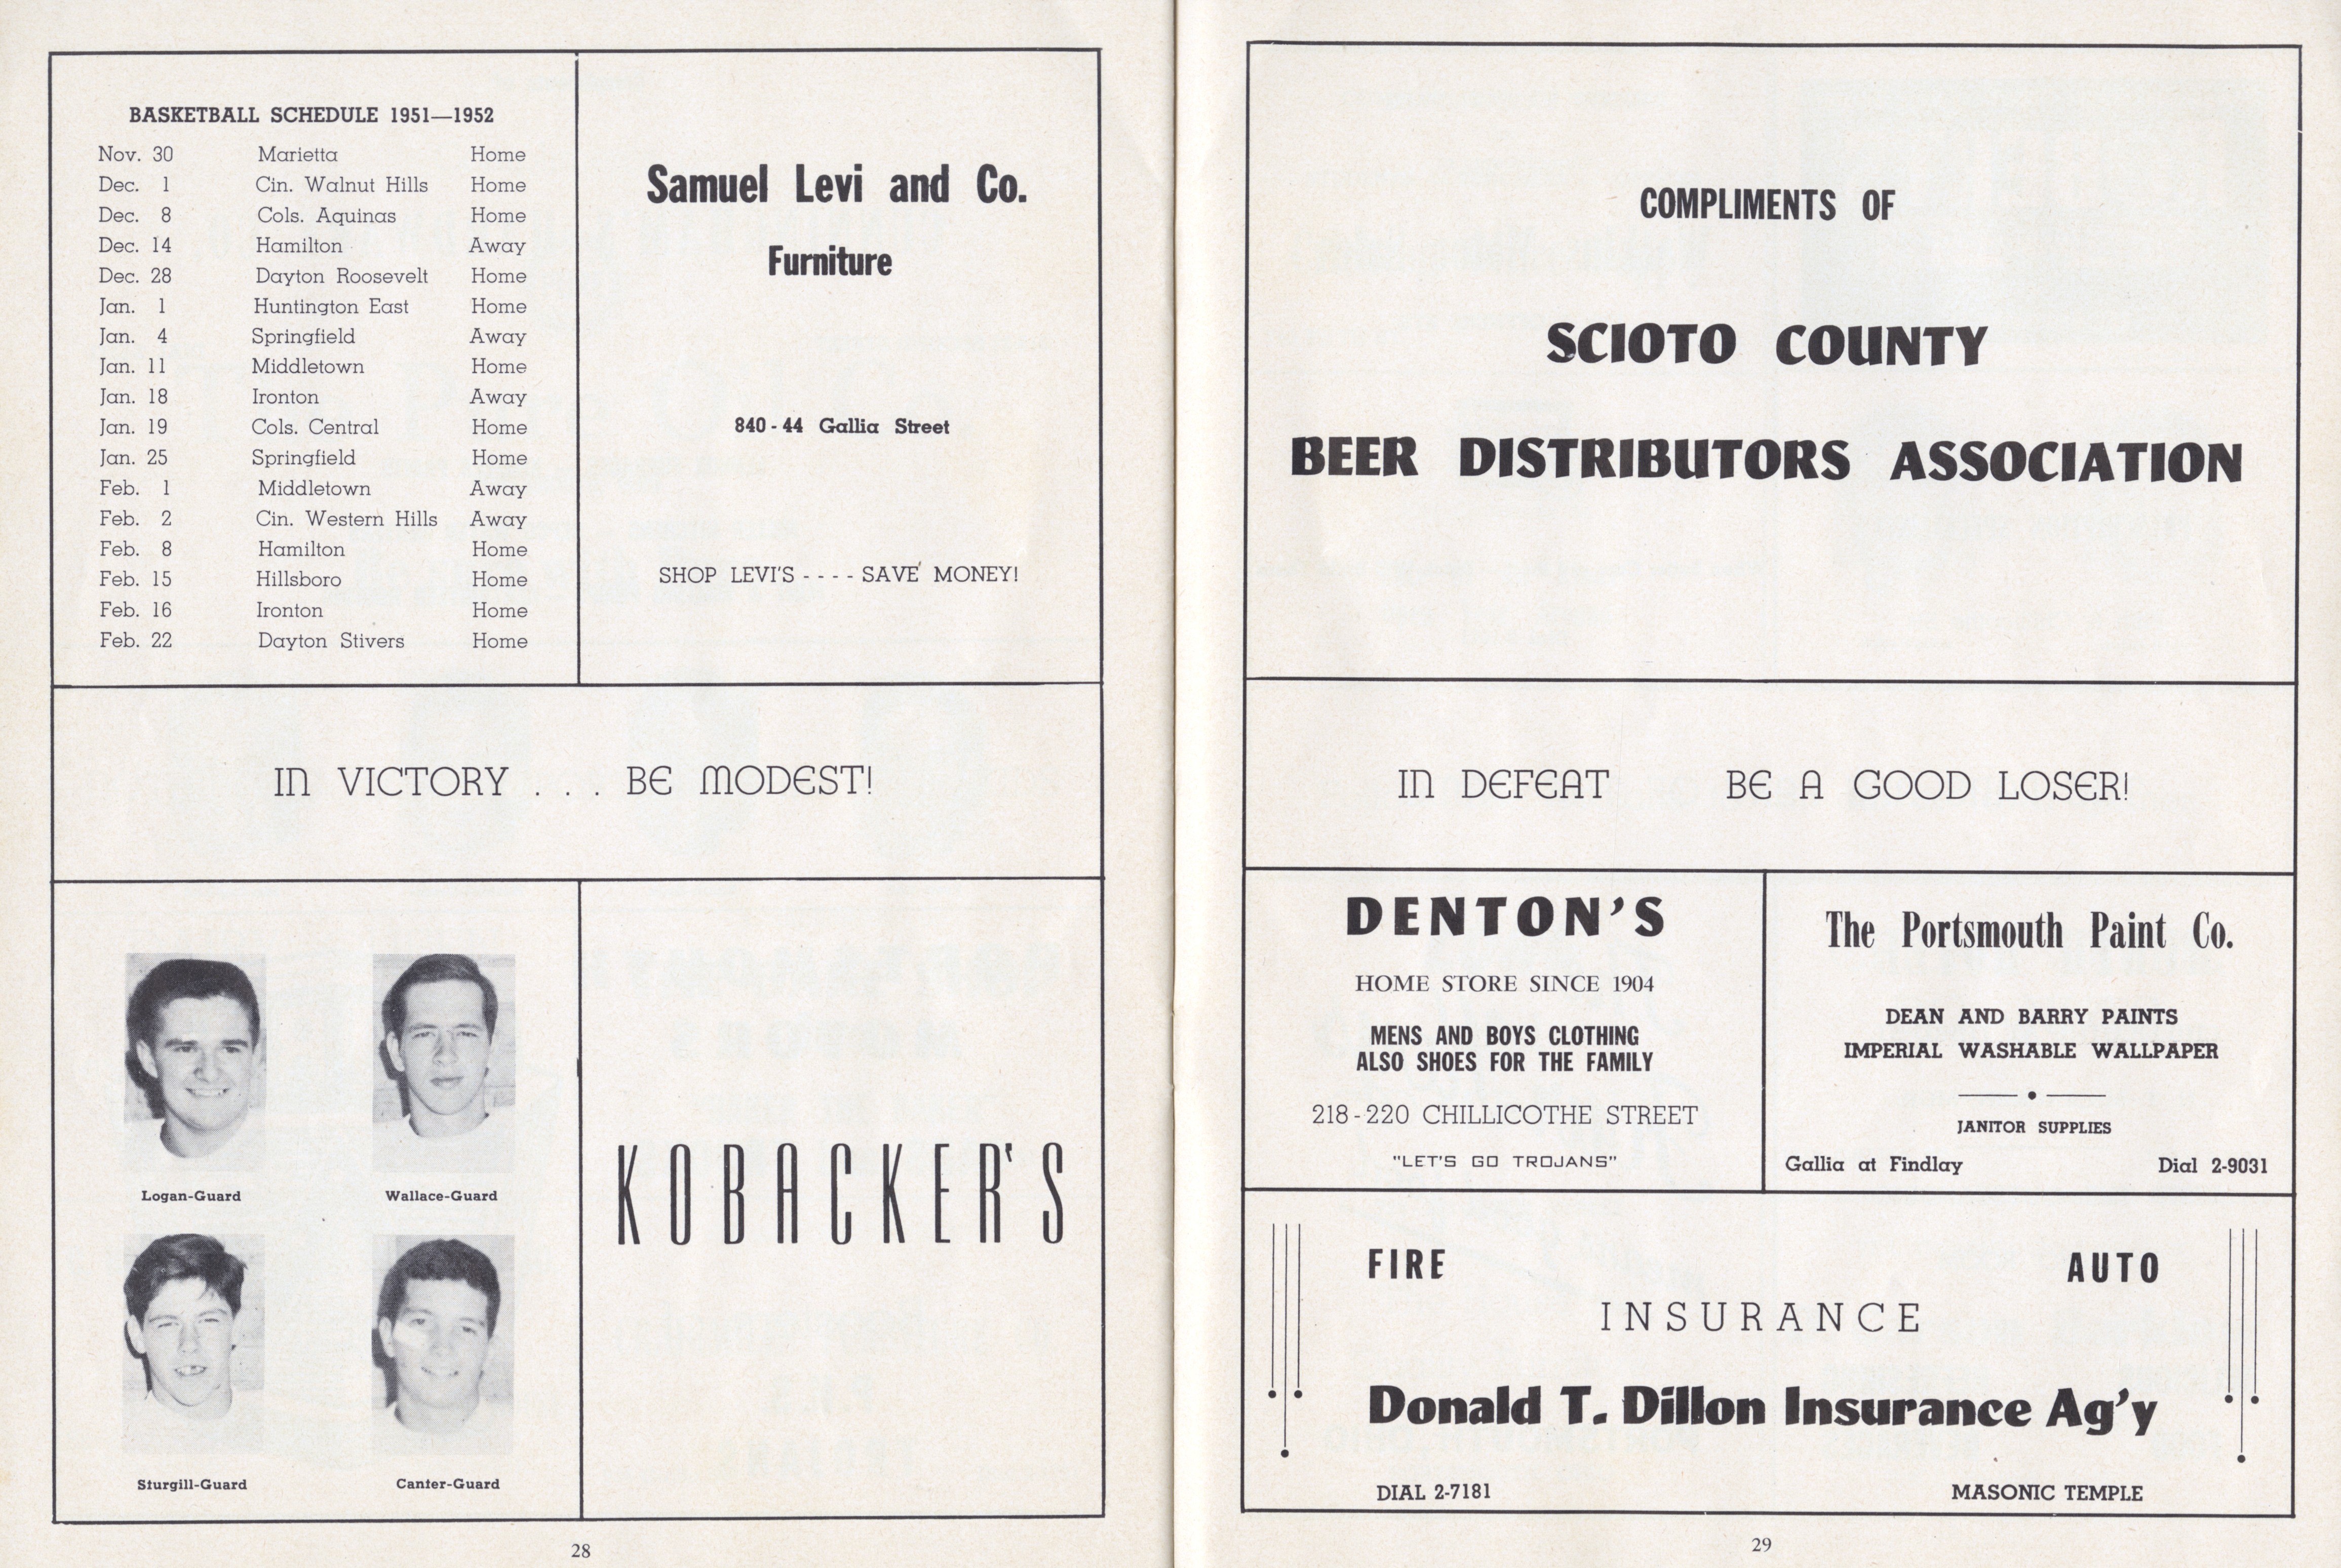 BASKETBALL SCHEDULE 1951—1952
Nov. 30 Marietta Home
Dec. 1 Cin. Walnut Hills Home
Dec. 8 Cols. Aquinas Home
Dec. 14 Hamilton Away
Dec. 28 Dayton Roosevelt Home
Jan. 1 Huntington East Home
Jan. 4 Springfield Away
Jan. 11 Middletown Home
Jan. 18 Ironton Away
Jan. 19 Cols. Central Home
Jan. 25 Springfield Home
Feb. 1 Middletown Away
Feb. 2 Cin. Western Hills Away
Feb. 8 Hamilton Home
Feb. 15 Hillsboro Home
Feb. 16 Ironton Home
Feb. 22 Dayton Stivers Home
Samuel Levi and Co.
Furniture
840-44 Gallia Street
SHOP LEVI'S - - - - SAVE MONEY!
IN VICTORY . . . BE MODEST!
Logan-Guard
Wallace-Guard
Sturgill-Guard
Canter-Guard
KOBACKER'S
28
COMPLIMENTS OF
SCIOTO COUNTY
BEER DISTRIBUTORS ASSOCIATION
IN DEFEAT BE A GOOD LOSER!
DENTON'S
HOME STORE SINCE 1904
MENS AND BOYS CLOTHING
ALSO SHOES FOR THE FAMILY
218-220 CHILLICOTHE STREET
"LET'S GO TROJANS"
The Portsmouth Paint Co.
DEAN AND BARRY PAINTS
IMPERIAL WASHABLE WALLPAPER
JANITOR SUPPLIES
Gallia at Findlay Dial 2-9031
FIRE AUTO
INSURANCE
Donald T. Dillon Insurance Ag'y
DIAL 2-7181 MASONIC TEMPLE
29